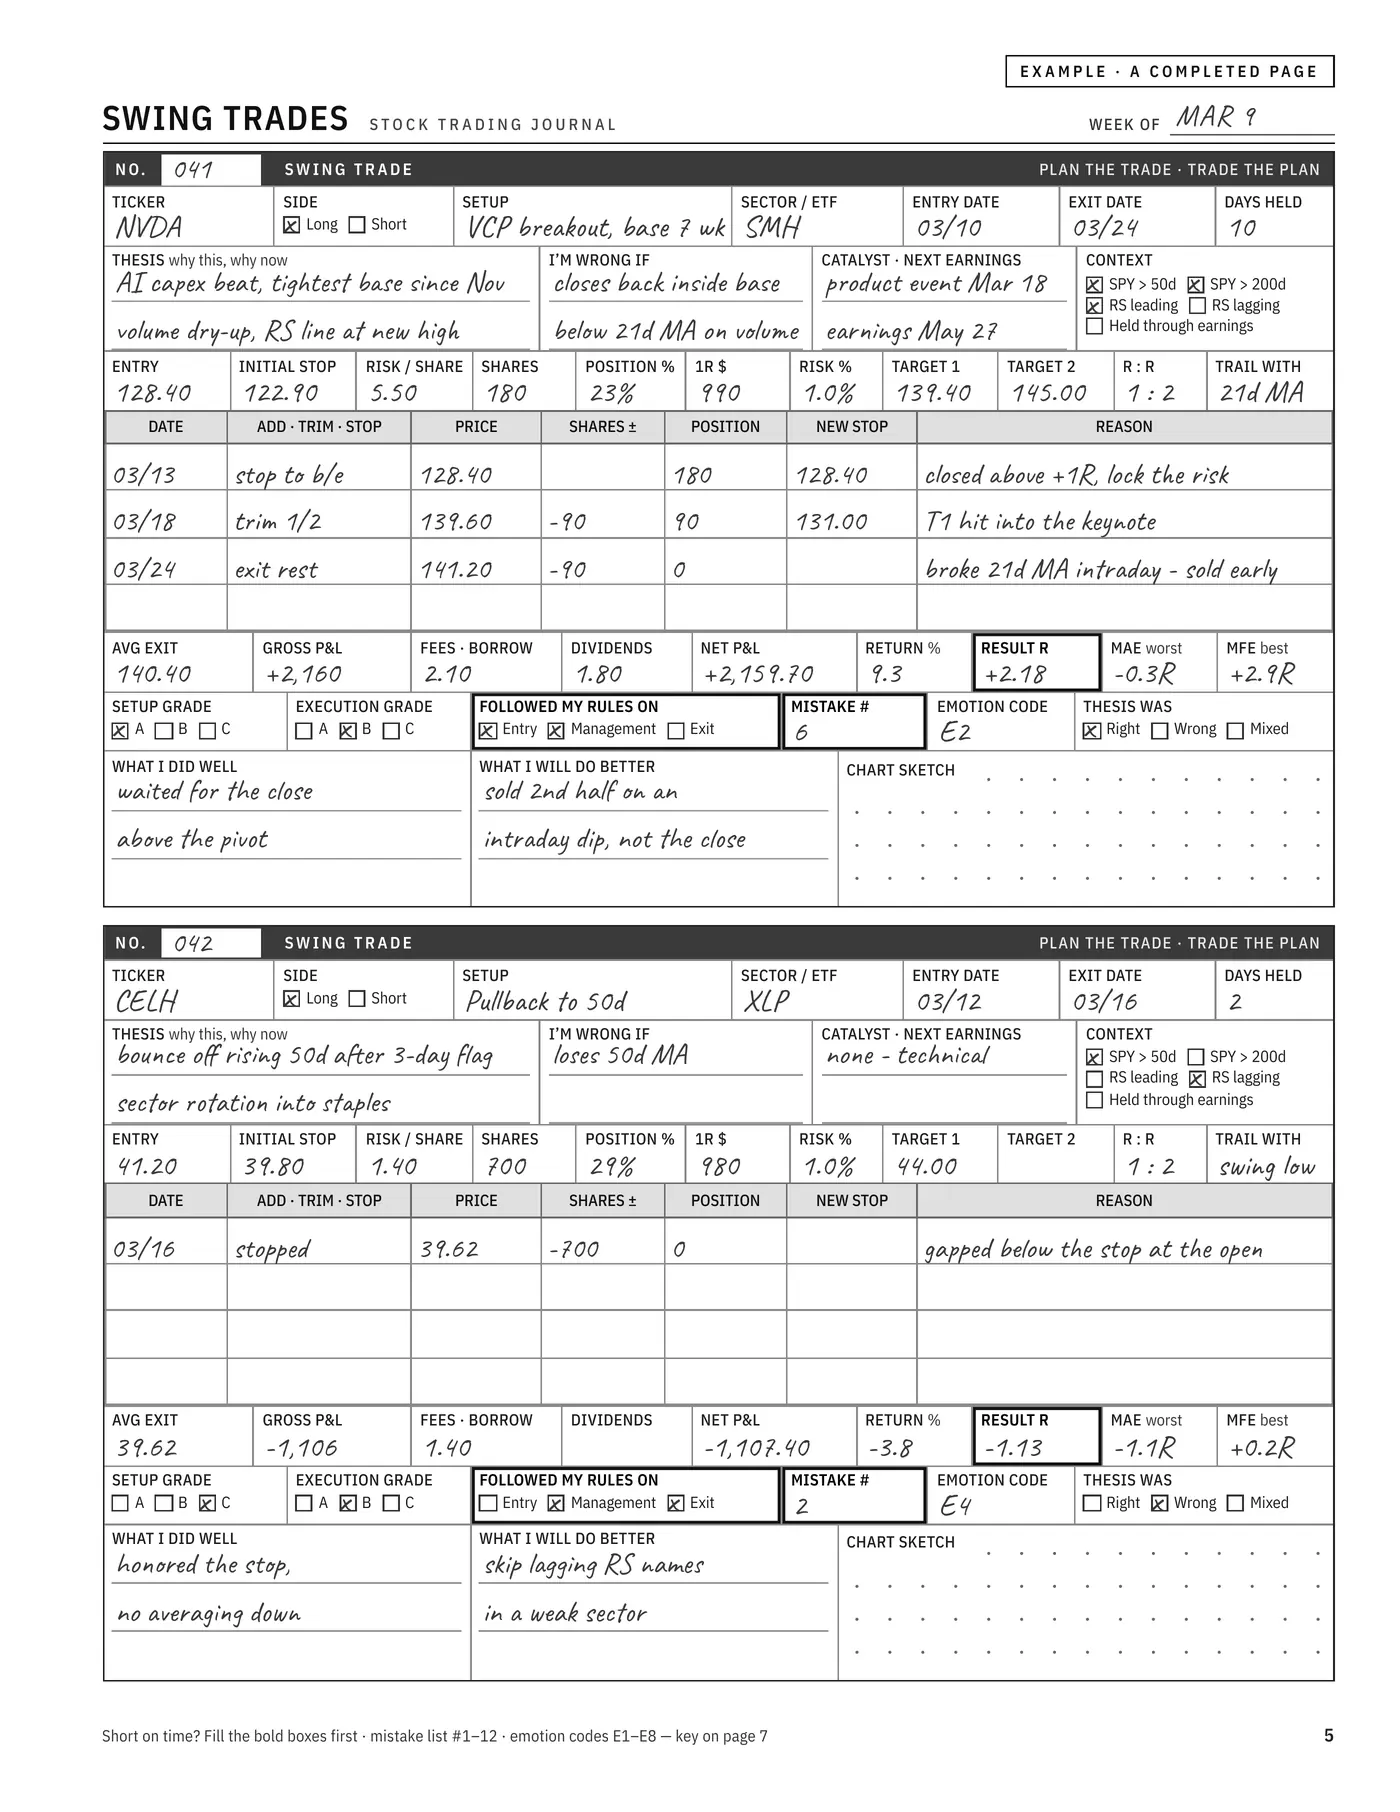 EXAMPLE · A COMPLETED PAGE
SWING TRADES STOCK TRADING JOURNAL WEEK OF MAR 9
NO. 041 SWING TRADE PLAN THE TRADE · TRADE THE PLAN
TICKER SIDE SETUP SECTOR / ETF ENTRY DATE EXIT DATE DAYS HELD
NVDA Long Short VCP breakout, base 7 wk SMH 03/10 03/24 10
THESIS why this, why now I'M WRONG IF CATALYST · NEXT EARNINGS CONTEXT
AI capex beat, tightest base since Nov closes back inside base product event Mar 18 SPY > 50d SPY > 200d
RS leading RS lagging
volume dry-up, RS line at new high below 21d MA on volume earnings May 27 Held through earnings
ENTRY INITIAL STOP RISK / SHARE SHARES POSITION % 1R $ RISK % TARGET 1 TARGET 2 R : R TRAIL WITH
128.40 122.90 5.50 180 23% 990 1.0% 139.40 145.00 1 : 2 21d MA
DATE ADD · TRIM · STOP PRICE SHARES ± POSITION NEW STOP REASON
03/13 stop to b/e 128.40 180 128.40 closed above +1R, lock the risk
03/18 trim 1/2 139.60 -90 90 131.00 T1 hit into the keynote
03/24 exit rest 141.20 -90 0 broke 21d MA intraday - sold early
AVG EXIT GROSS P&L FEES · BORROW DIVIDENDS NET P&L RETURN % RESULT R MAE worst MFE best
140.40 +2,160 2.10 1.80 +2,159.70 9.3 +2.18 -0.3R +2.9R
SETUP GRADE EXECUTION GRADE FOLLOWED MY RULES ON MISTAKE # EMOTION CODE THESIS WAS
A B C A B C Entry Management Exit 6 E2 Right Wrong Mixed
WHAT I DID WELL WHAT I WILL DO BETTER CHART SKETCH
waited for the close sold 2nd half on an
above the pivot intraday dip, not the close
NO. 042 SWING TRADE PLAN THE TRADE · TRADE THE PLAN
TICKER SIDE SETUP SECTOR / ETF ENTRY DATE EXIT DATE DAYS HELD
CELH Long Short Pullback to 50d XLP 03/12 03/16 2
THESIS why this, why now I'M WRONG IF CATALYST · NEXT EARNINGS CONTEXT
bounce off rising 50d after 3-day flag loses 50d MA none - technical SPY > 50d SPY > 200d
RS leading RS lagging
sector rotation into staples Held through earnings
ENTRY INITIAL STOP RISK / SHARE SHARES POSITION % 1R $ RISK % TARGET 1 TARGET 2 R : R TRAIL WITH
41.20 39.80 1.40 700 29% 980 1.0% 44.00 1 : 2 swing low
DATE ADD · TRIM · STOP PRICE SHARES ± POSITION NEW STOP REASON
03/16 stopped 39.62 -700 0 gapped below the stop at the open
AVG EXIT GROSS P&L FEES · BORROW DIVIDENDS NET P&L RETURN % RESULT R MAE worst MFE best
39.62 -1,106 1.40 -1,107.40 -3.8 -1.13 -1.1R +0.2R
SETUP GRADE EXECUTION GRADE FOLLOWED MY RULES ON MISTAKE # EMOTION CODE THESIS WAS
A B C A B C Entry Management Exit 2 E4 Right Wrong Mixed
WHAT I DID WELL WHAT I WILL DO BETTER CHART SKETCH
honored the stop, skip lagging RS names
no averaging down in a weak sector
Short on time? Fill the bold boxes first · mistake list #1–12 · emotion codes E1–E8 — key on page 7 5